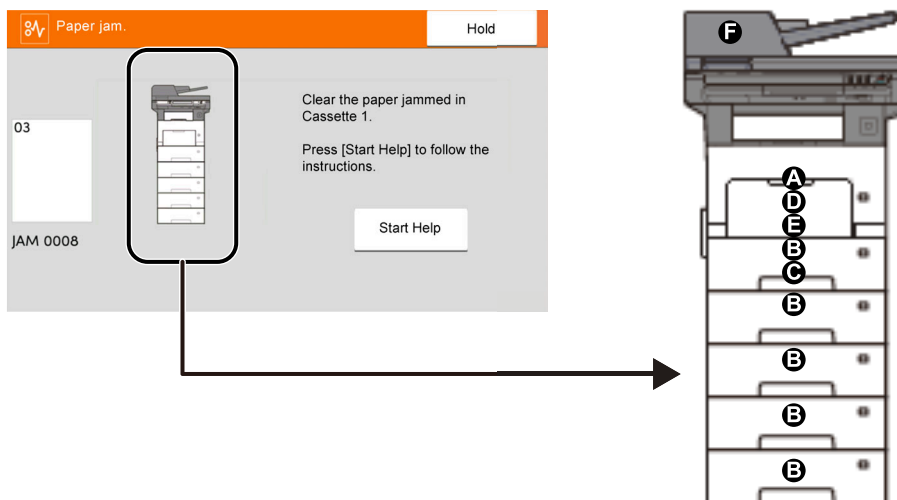 Paper jam.
Hold
03
JAM 0008
Clear the paper jammed in
Cassette 1.
Press [Start Help] to follow the
instructions.
Start Help
F
A
D
E
B
C
B
B
B
B